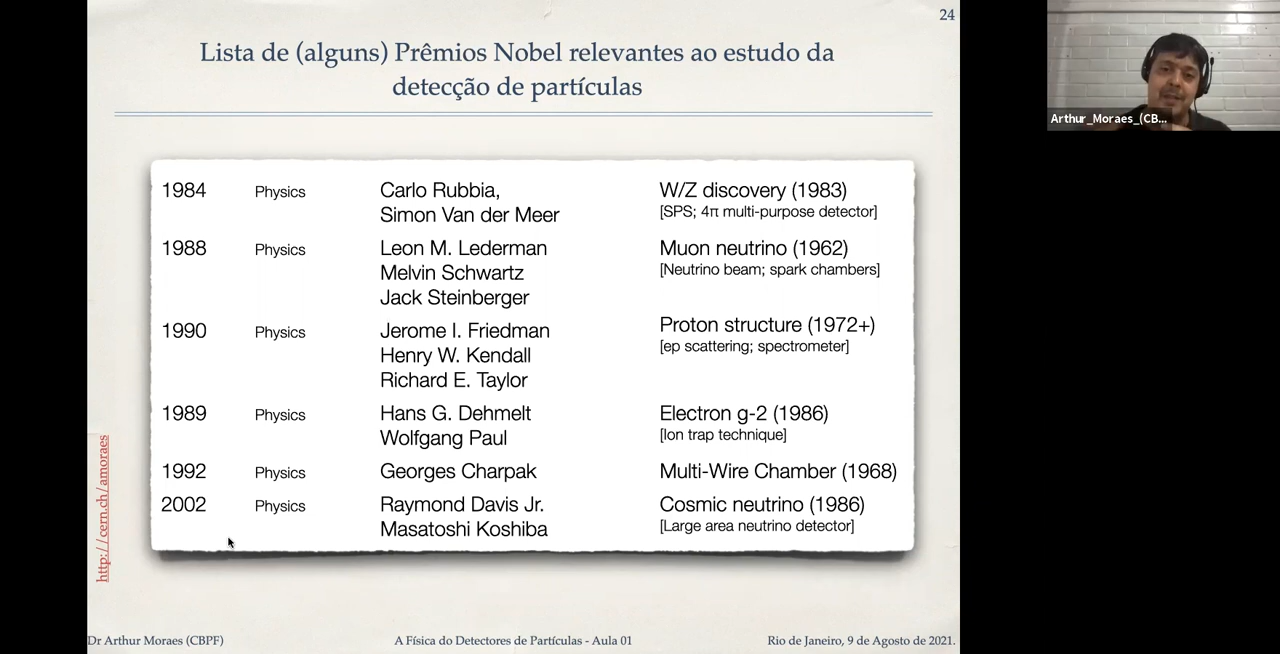 24
Lista de (alguns) Prêmios Nobel relevantes ao estudo da
detecção de partículas
1984 Physics Carlo Rubbia, W/Z discovery (1983)
Simon Van der Meer [SPS; 4π multi-purpose detector]
1988 Physics Leon M. Lederman Muon neutrino (1962)
Melvin Schwartz [Neutrino beam; spark chambers]
Jack Steinberger
1990 Physics Jerome I. Friedman Proton structure (1972+)
Henry W. Kendall [ep scattering; spectrometer]
Richard E. Taylor
1989 Physics Hans G. Dehmelt Electron g-2 (1986)
Wolfgang Paul [Ion trap technique]
1992 Physics Georges Charpak Multi-Wire Chamber (1968)
2002 Physics Raymond Davis Jr. Cosmic neutrino (1986)
Masatoshi Koshiba [Large area neutrino detector]
http://cern.ch/amoraes
Dr Arthur Moraes (CBPF) A Física do Detectores de Partículas - Aula 01 Rio de Janeiro, 9 de Agosto de 2021.
Arthur_Moraes_(CB...